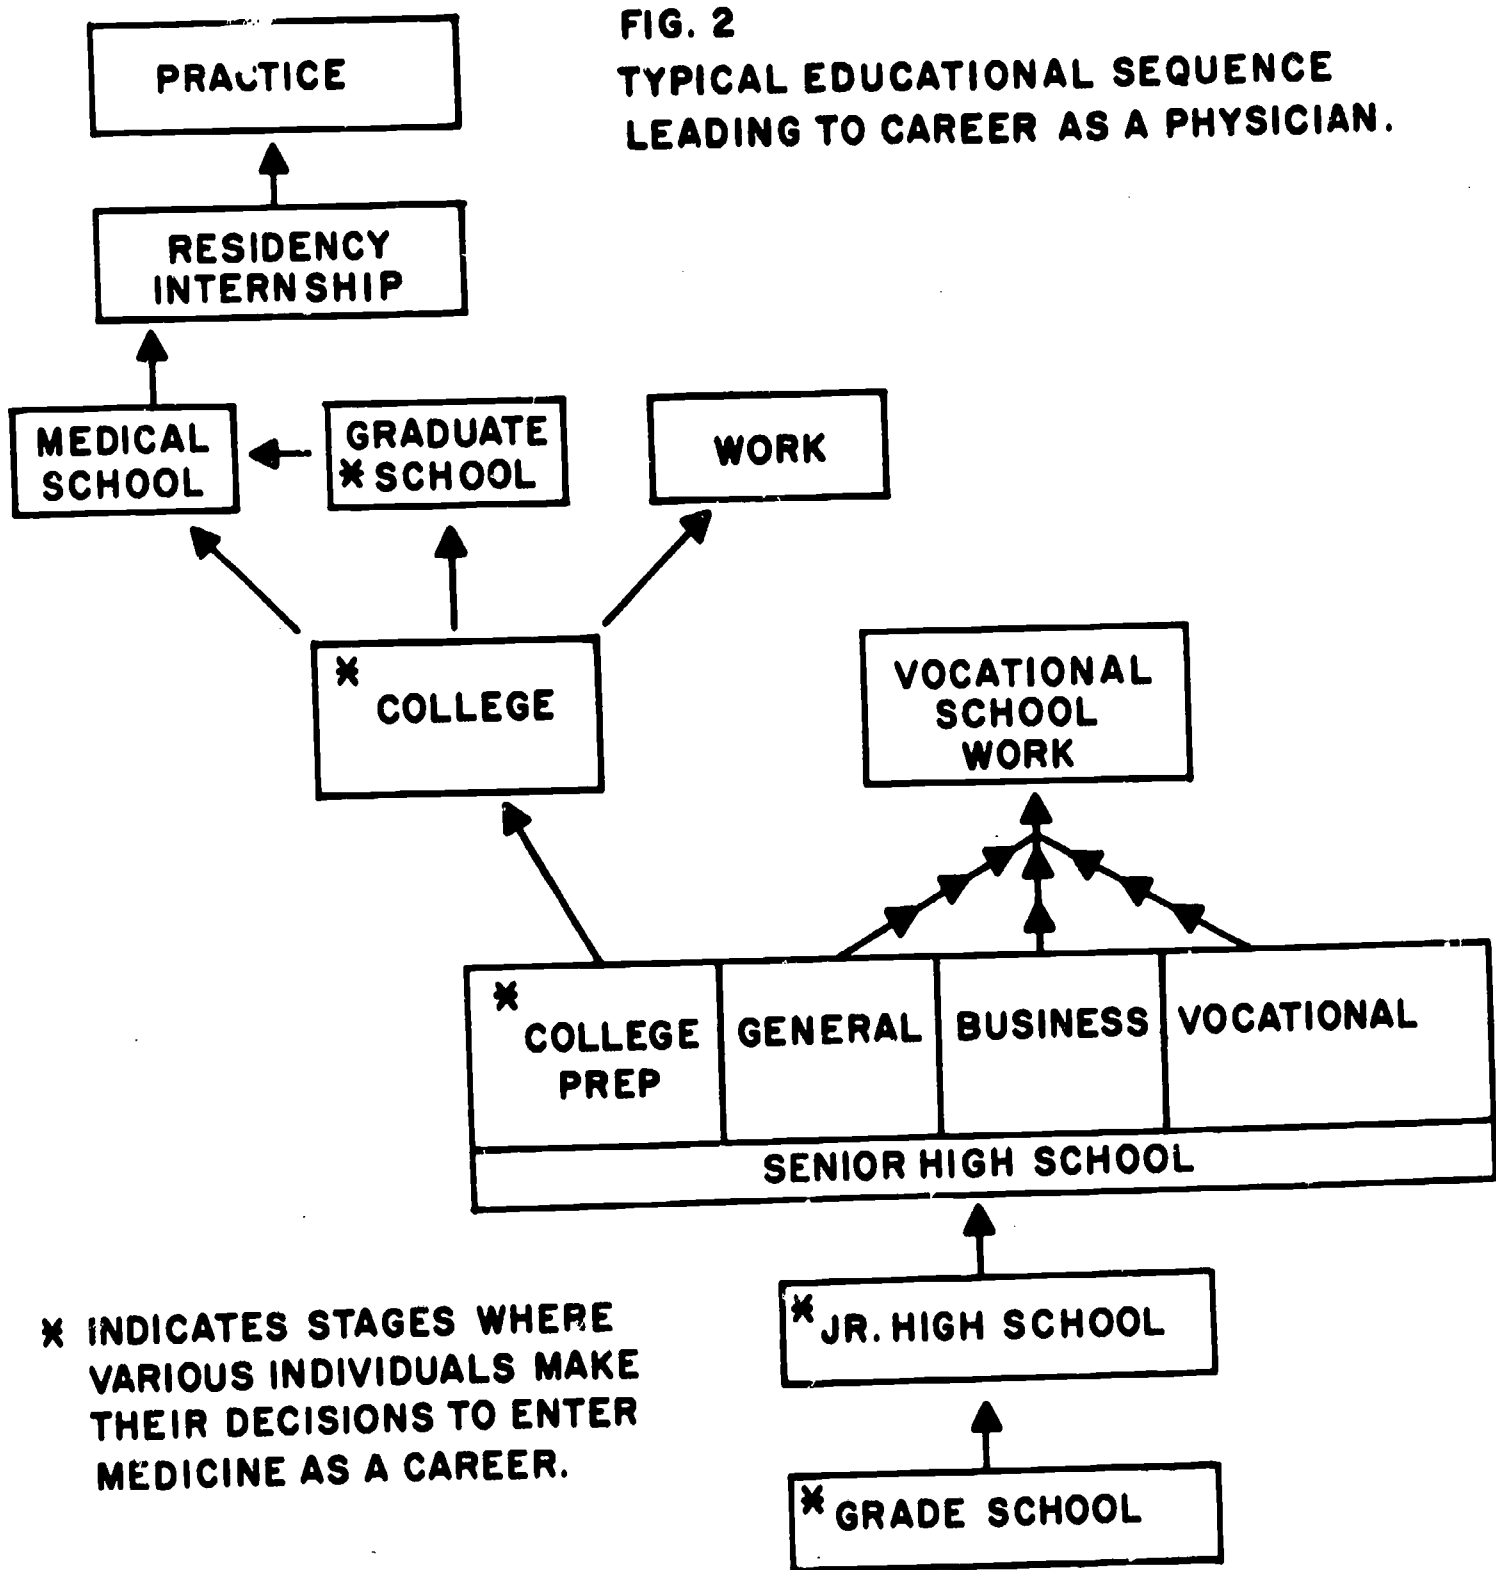 FIG. 2
TYPICAL EDUCATIONAL SEQUENCE
LEADING TO CAREER AS A PHYSICIAN.
PRACTICE
RESIDENCY
INTERNSHIP
MEDICAL
SCHOOL
GRADUATE
* SCHOOL
WORK
*
COLLEGE
VOCATIONAL
SCHOOL
WORK
*
COLLEGE
PREP
GENERAL
BUSINESS
VOCATIONAL
SENIOR HIGH SCHOOL
* JR. HIGH SCHOOL
* GRADE SCHOOL
* INDICATES STAGES WHERE
VARIOUS INDIVIDUALS MAKE
THEIR DECISIONS TO ENTER
MEDICINE AS A CAREER.